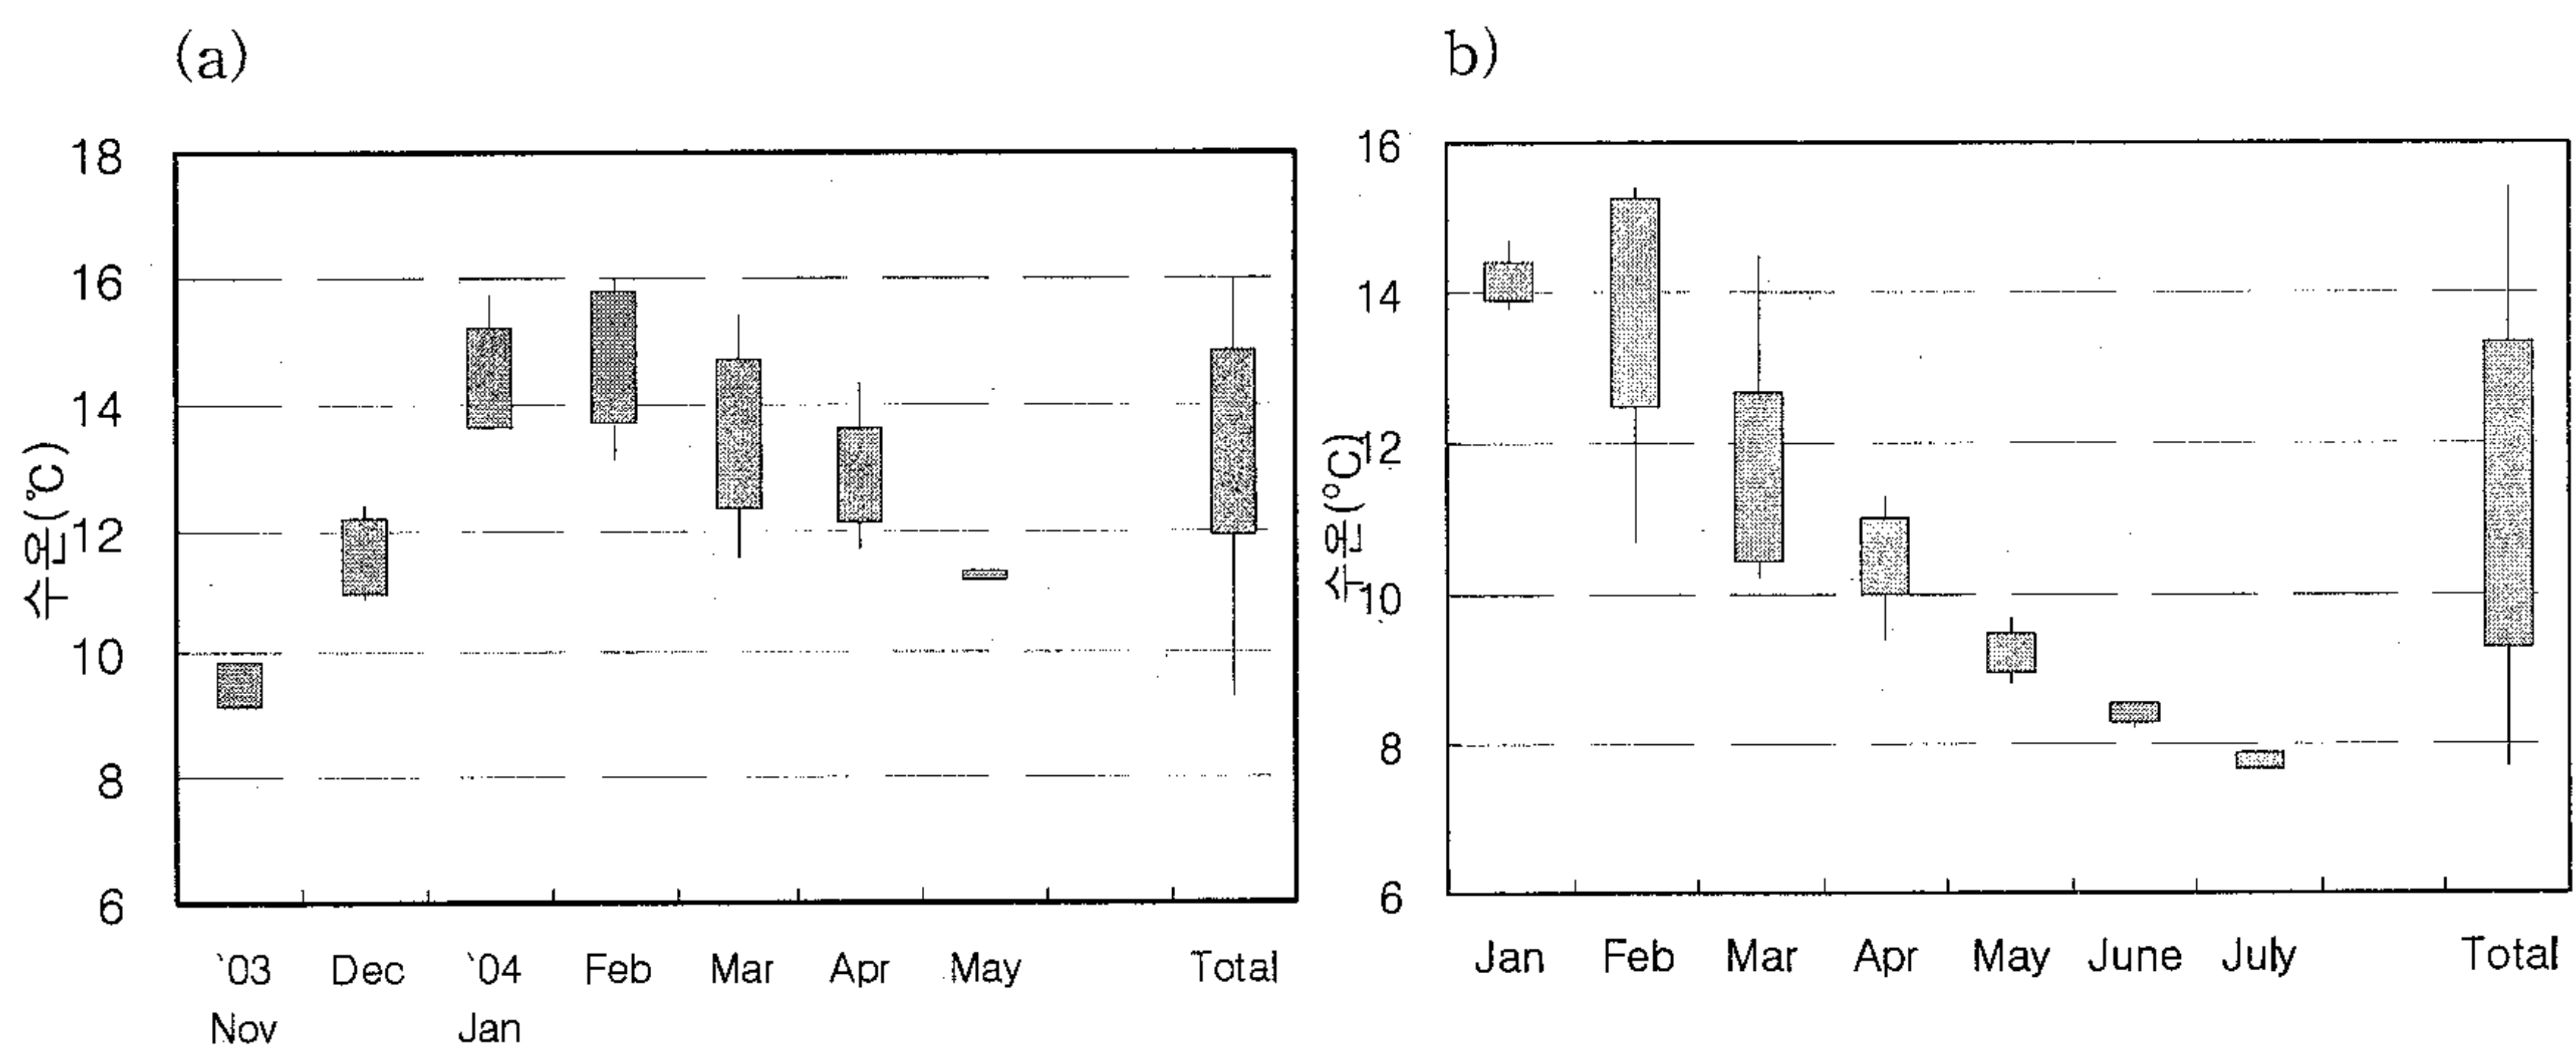 (a)
18
16
14
12
10
8
6
수온(℃)
`03 Dec `04 Feb Mar Apr May Total
Nov Jan
b)
16
14
12
10
8
6
수온(℃)
Jan Feb Mar Apr May June July Total